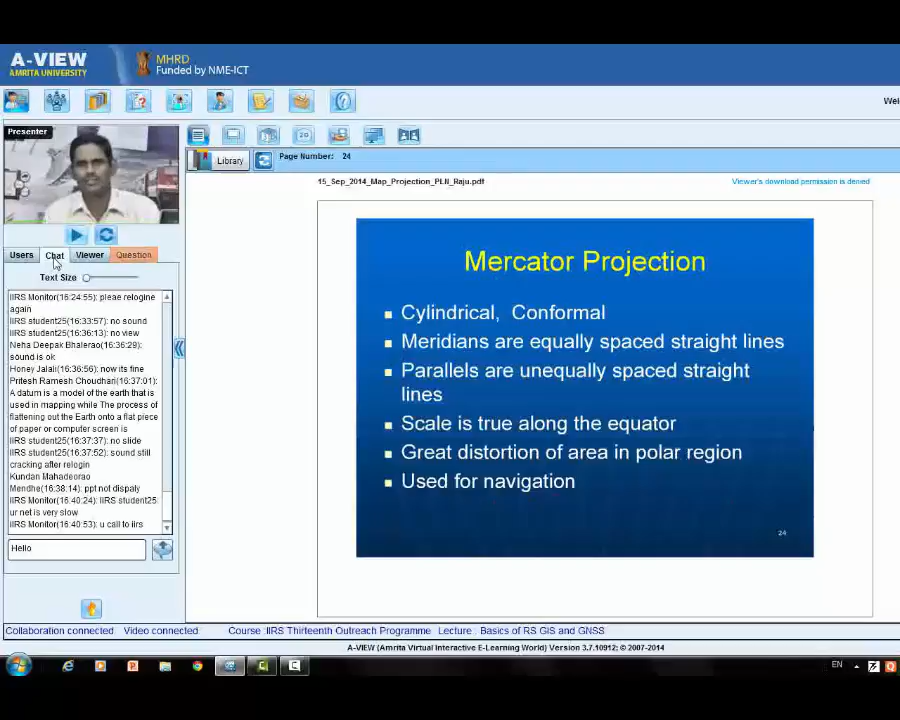 A-VIEW
AMRITA UNIVERSITY
MHRD
Funded by NME-ICT
Wel
Presenter
Library
Page Number: 24
15_Sep_2014_Map_Projection_PLN_Raju.pdf
Viewer's download permission is denied
Users
Chat
Viewer
Question
Text Size
IIRS Monitor(16:24:55): pleae relogine
again
IIRS student25(16:33:57): no sound
IIRS student25(16:36:13): no view
Neha Deepak Bhalerao(16:36:29):
sound is ok
Honey Jalali(16:36:56): now its fine
Pritesh Ramesh Choudhari(16:37:01):
A datum is a model of the earth that is
used in mapping while The process of
flattening out the Earth onto a flat piece
of paper or computer screen is
IIRS student25(16:37:37): no slide
IIRS student25(16:37:52): sound still
cracking after relogin
Kundan Mahadeorao
Mendhe(16:38:14): ppt not dispaly
IIRS Monitor(16:40:24): IIRS student25
ur net is very slow
IIRS Monitor(16:40:53): u call to iirs
Hello
Mercator Projection
Cylindrical, Conformal
Meridians are equally spaced straight lines
Parallels are unequally spaced straight
lines
Scale is true along the equator
Great distortion of area in polar region
Used for navigation
24
Collaboration connected Video connected Course :IIRS Thirteenth Outreach Programme Lecture : Basics of RS GIS and GNSS
A-VIEW (Amrita Virtual Interactive E-Learning World) Version 3.7.10912; © 2007-2014
EN